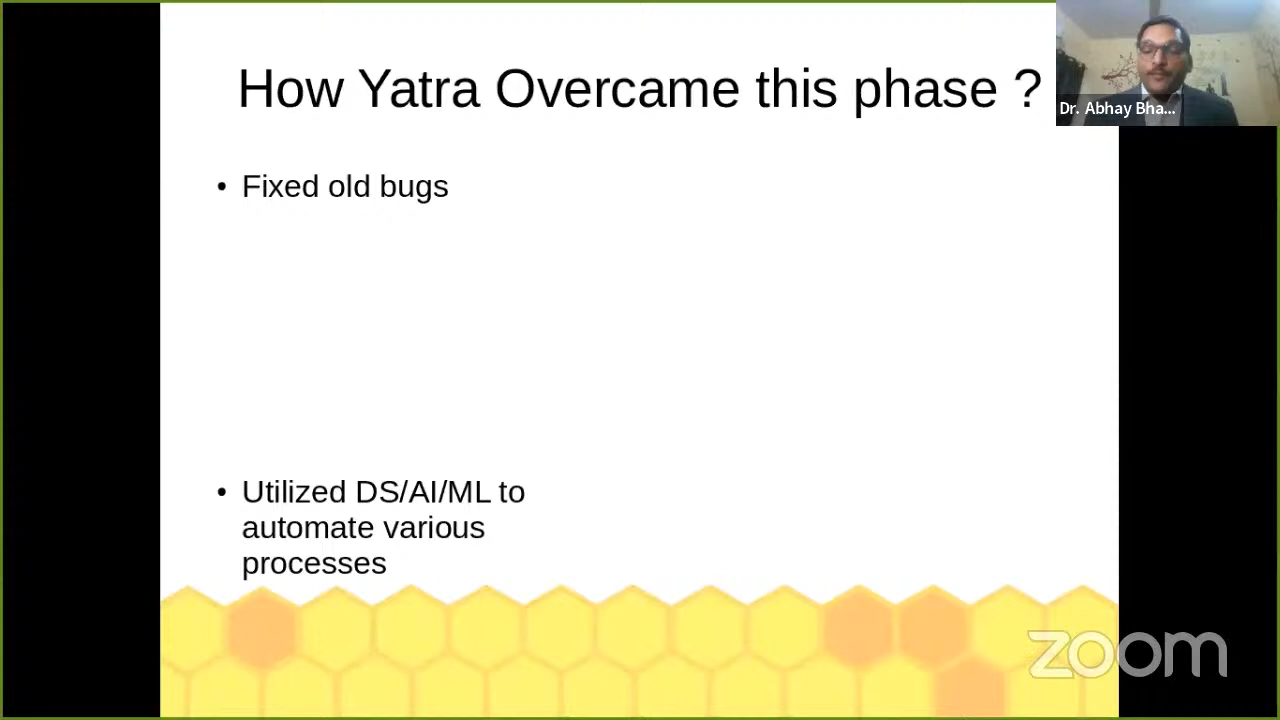 How Yatra Overcame this phase ?
Dr. Abhay Bha...
• Fixed old bugs
• Utilized DS/AI/ML to
automate various
processes
zoom